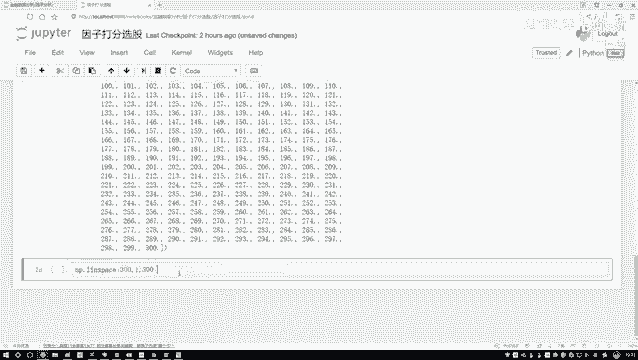 jupyter 因子打分选股 Last Checkpoint: 2 hours ago (unsaved changes)
Logout
File Edit View Insert Cell Kernel Widgets Help
Trusted
Python
Code
100., 101., 102., 103., 104., 105., 106., 107., 108., 109., 110.,
111., 112., 113., 114., 115., 116., 117., 118., 119., 120., 121.,
122., 123., 124., 125., 126., 127., 128., 129., 130., 131., 132.,
133., 134., 135., 136., 137., 138., 139., 140., 141., 142., 143.,
144., 145., 146., 147., 148., 149., 150., 151., 152., 153., 154.,
155., 156., 157., 158., 159., 160., 161., 162., 163., 164., 165.,
166., 167., 168., 169., 170., 171., 172., 173., 174., 175., 176.,
177., 178., 179., 180., 181., 182., 183., 184., 185., 186., 187.,
188., 189., 190., 191., 192., 193., 194., 195., 196., 197., 198.,
199., 200., 201., 202., 203., 204., 205., 206., 207., 208., 209.,
210., 211., 212., 213., 214., 215., 216., 217., 218., 219., 220.,
221., 222., 223., 224., 225., 226., 227., 228., 229., 230., 231.,
232., 233., 234., 235., 236., 237., 238., 239., 240., 241., 242.,
243., 244., 245., 246., 247., 248., 249., 250., 251., 252., 253.,
254., 255., 256., 257., 258., 259., 260., 261., 262., 263., 264.,
265., 266., 267., 268., 269., 270., 271., 272., 273., 274., 275.,
276., 277., 278., 279., 280., 281., 282., 283., 284., 285., 286.,
287., 288., 289., 290., 291., 292., 293., 294., 295., 296., 297.,
298., 299., 300.])
In [ ]: np.linspace(300,1,300)